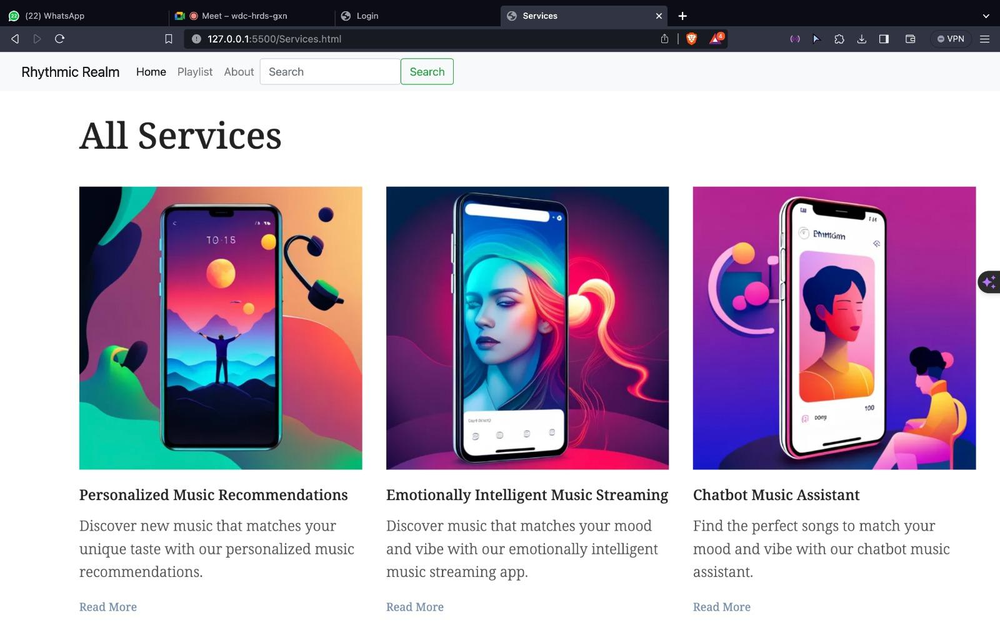 (22) WhatsApp
Meet – wdc-hrds-gxn
Login
Services
127.0.0.1:5500/Services.html
4
VPN
Rhythmic Realm
Home
Playlist
About
Search
Search
All Services
Personalized Music Recommendations
Discover new music that matches your
unique taste with our personalized music
recommendations.
Read More
Emotionally Intelligent Music Streaming
Discover music that matches your mood
and vibe with our emotionally intelligent
music streaming app.
Read More
100
Chatbot Music Assistant
Find the perfect songs to match your
mood and vibe with our chatbot music
assistant.
Read More